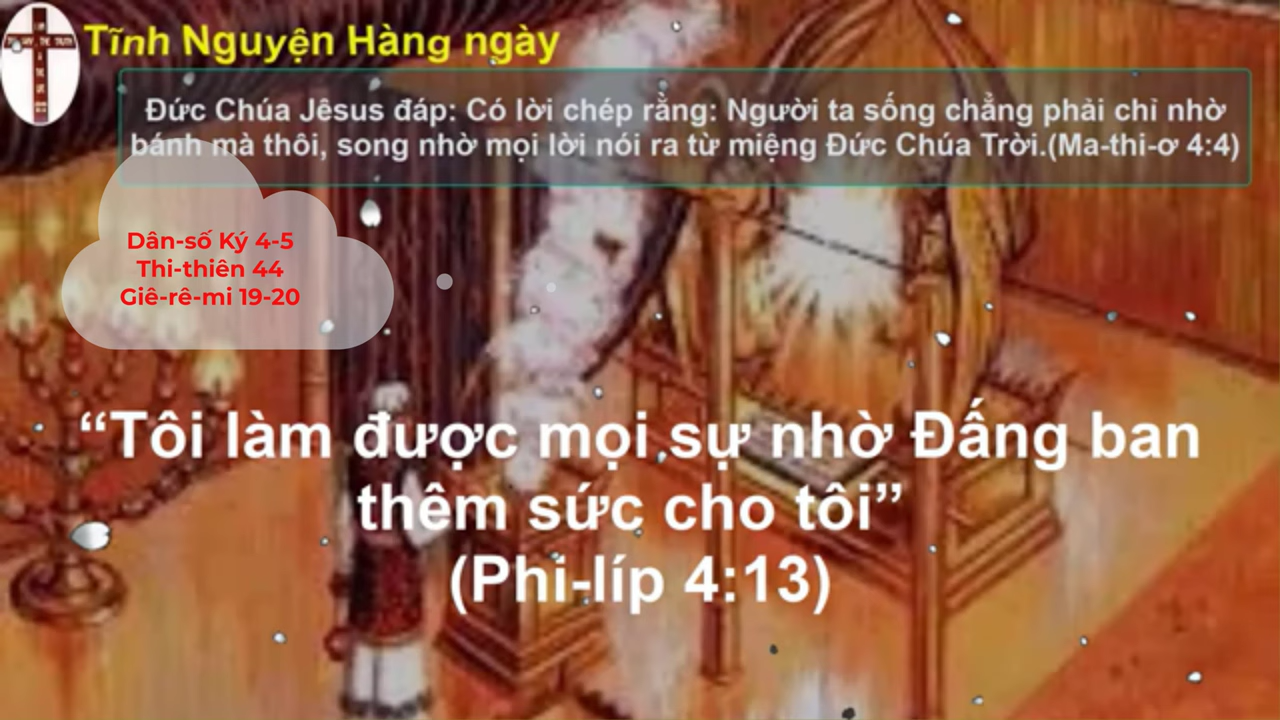 Tĩnh Nguyện Hàng ngày
Đức Chúa Jêsus đáp: Có lời chép rằng: Người ta sống chẳng phải chỉ nhờ
bánh mà thôi, song nhờ mọi lời nói ra từ miệng Đức Chúa Trời.(Ma-thi-ơ 4:4)
Dân-số Ký 4-5
Thi-thiên 44
Giê-rê-mi 19-20
“Tôi làm được mọi sự nhờ Đấng ban
thêm sức cho tôi”
(Phi-líp 4:13)